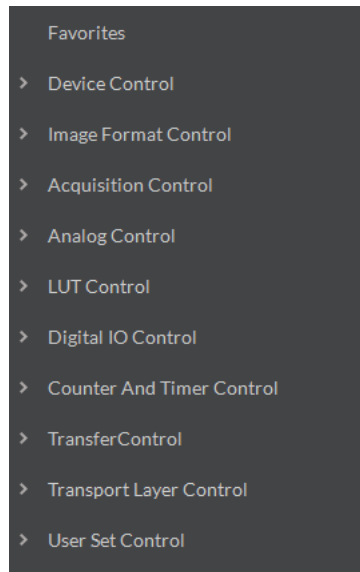 Favorites
Device Control
Image Format Control
Acquisition Control
Analog Control
LUT Control
Digital IO Control
Counter And Timer Control
TransferControl
Transport Layer Control
User Set Control